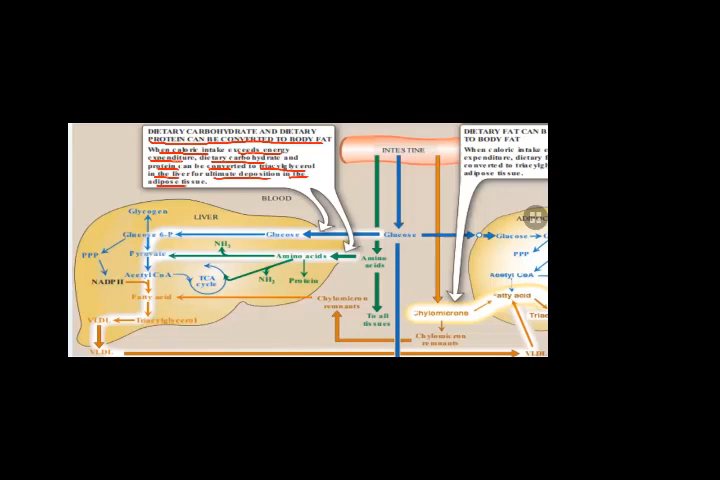 DIETARY CARBOHYDRATE AND DIETARY
PROTEIN CAN BE CONVERTED TO BODY FAT
When caloric intake exceeds energy
expenditure, dietary carbohydrate and
protein can be converted to triacylglycerol
in the liver for ultimate deposition in the
adipose tissue.
DIETARY FAT CAN B
TO BODY FAT
When caloric intake e
expenditure, dietary f
converted to triacylgl
adipose tissue.
INTESTINE
BLOOD
LIVER
Glycogen
Glucose 6-P
Glucose
Glucose
Glucose
PPP
Pyruvate
NH3
Amino acids
Amino
acids
PPP
NADPH
Acetyl CoA
TCA
cycle
NH3
Protein
Acetyl CoA
Fatty acid
Chylomicron
remnants
Fatty acid
VLDL
Triacylglycerol
To all
tissues
Chylomicrons
Triac
Chylomicron
remnants
VLDL
VLDL